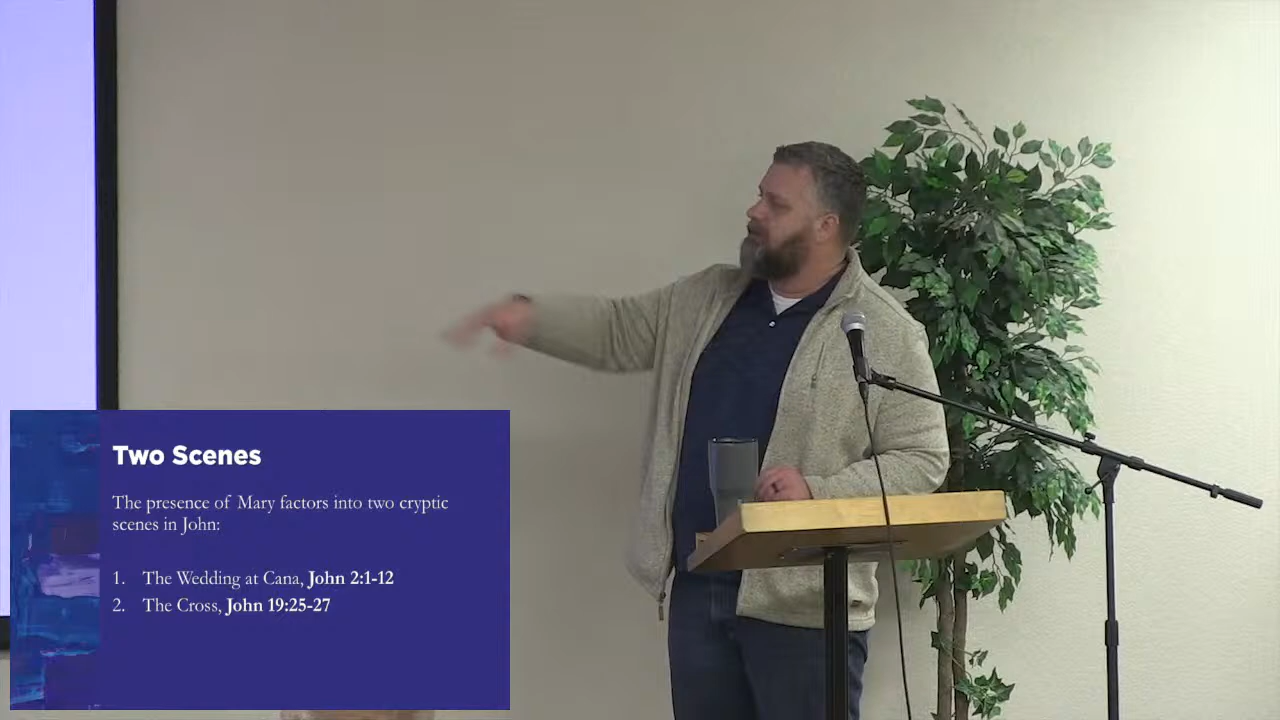 Two Scenes
The presence of Mary factors into two cryptic
scenes in John:
1. The Wedding at Cana, John 2:1-12
2. The Cross, John 19:25-27